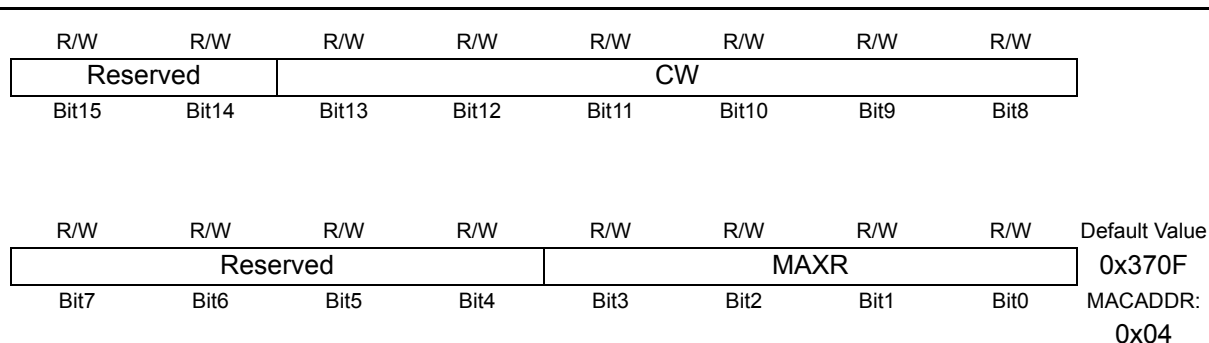 R/W R/W R/W R/W R/W R/W R/W R/W
Reserved CW
Bit15 Bit14 Bit13 Bit12 Bit11 Bit10 Bit9 Bit8
R/W R/W R/W R/W R/W R/W R/W R/W Default Value
Reserved MAXR 0x370F
Bit7 Bit6 Bit5 Bit4 Bit3 Bit2 Bit1 Bit0 MACADDR:
0x04